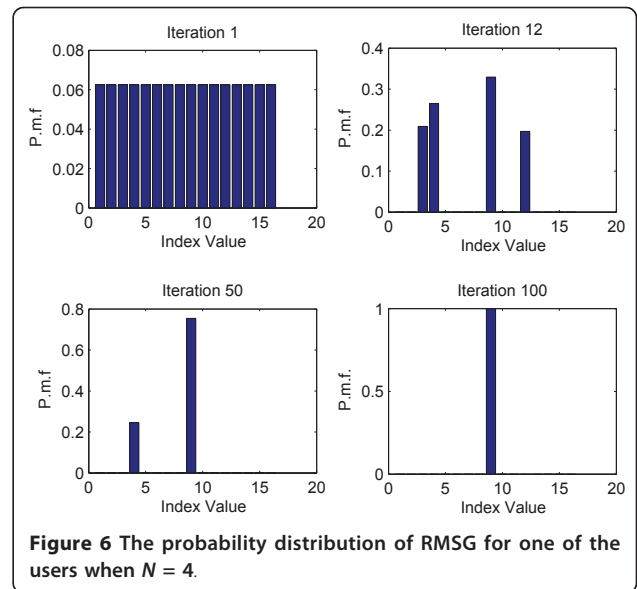 Iteration 1
0.08
0.06
0.04
0.02
0
P.m.f
0 5 10 15 20
Index Value
Iteration 12
0.4
0.3
0.2
0.1
0
P.m.f
0 5 10 15 20
Index Value
Iteration 50
0.8
0.6
0.4
0.2
0
P.m.f
0 5 10 15 20
Index Value
Iteration 100
1
0.5
0
P.m.f.
0 5 10 15 20
Index Value
Figure 6 The probability distribution of RMSG for one of the
users when N = 4.